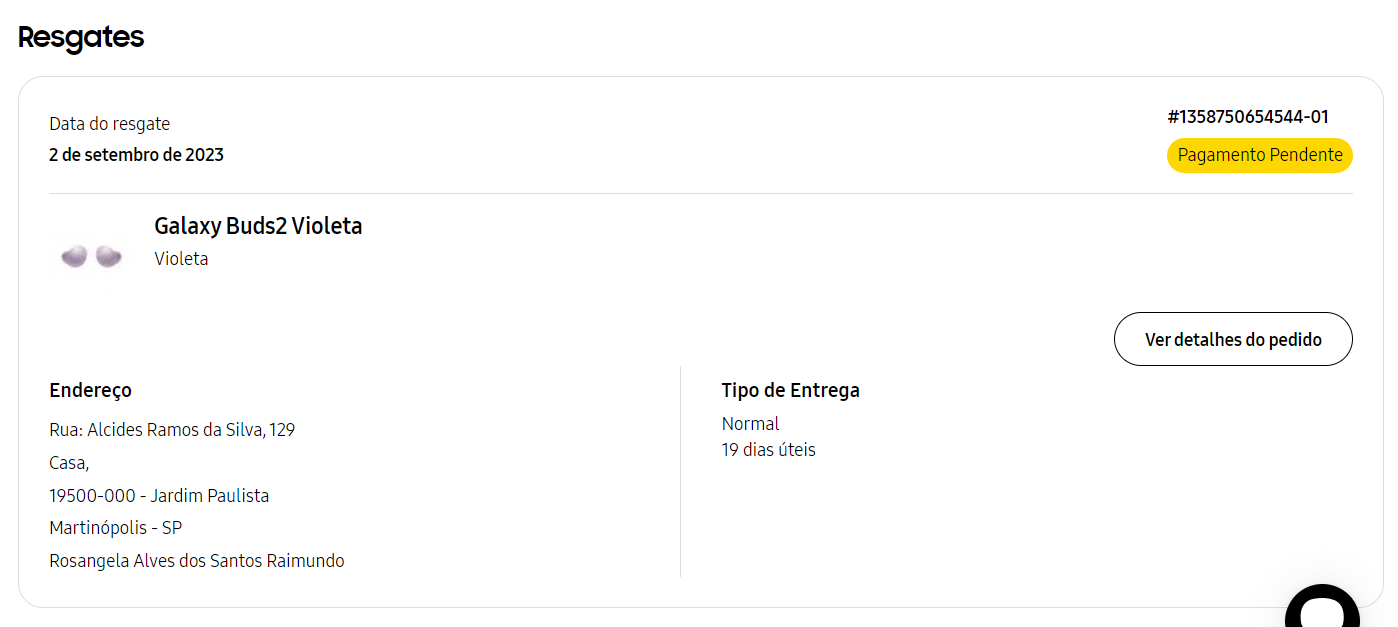 Resgates
Data do resgate
2 de setembro de 2023
#1358750654544-01
Pagamento Pendente
Galaxy Buds2 Violeta
Violeta
Ver detalhes do pedido
Endereço
Rua: Alcides Ramos da Silva, 129
Casa,
19500-000 - Jardim Paulista
Martinópolis - SP
Rosangela Alves dos Santos Raimundo
Tipo de Entrega
Normal
19 dias úteis